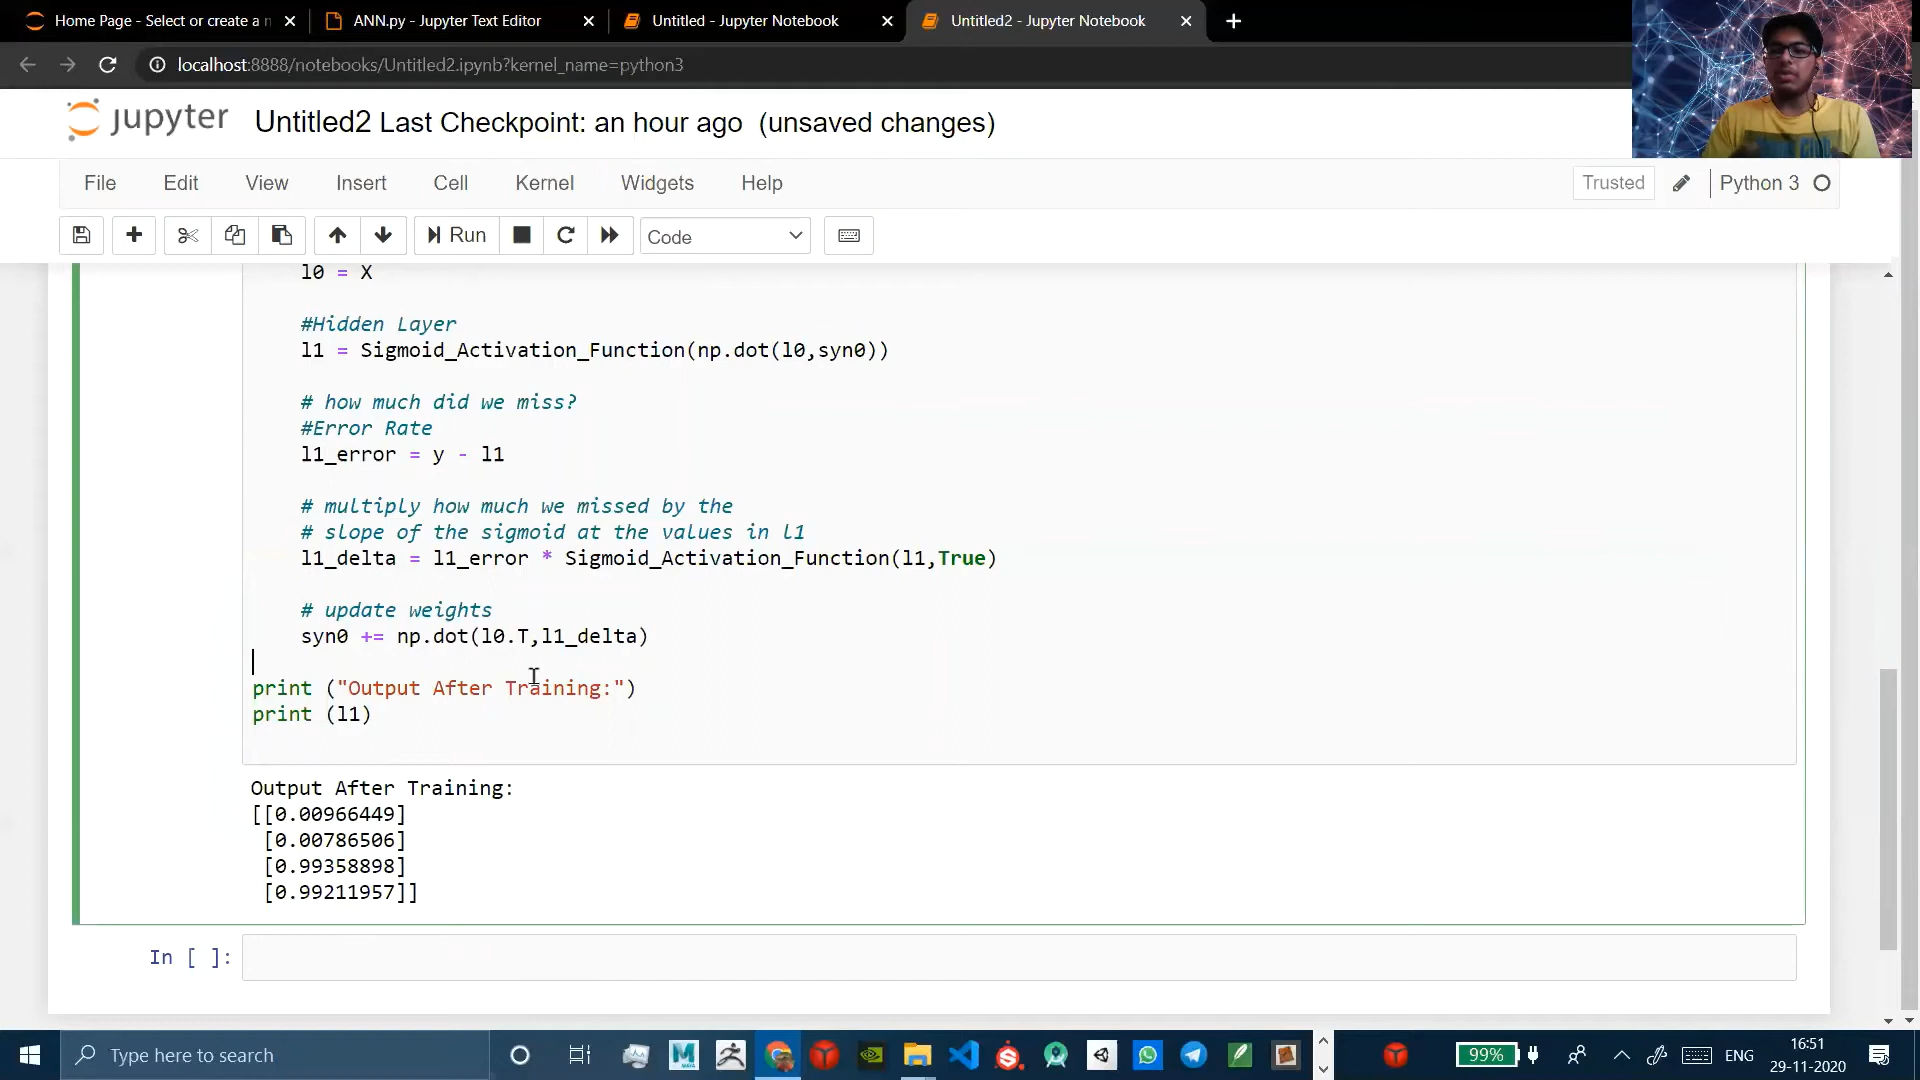 Home Page - Select or create a n
ANN.py - Jupyter Text Editor
Untitled - Jupyter Notebook
Untitled2 - Jupyter Notebook
localhost:8888/notebooks/Untitled2.ipynb?kernel_name=python3
jupyter Untitled2 Last Checkpoint: an hour ago (unsaved changes)
File Edit View Insert Cell Kernel Widgets Help Trusted Python 3
Run Code
l0 = X
#Hidden Layer
l1 = Sigmoid_Activation_Function(np.dot(l0,syn0))
# how much did we miss?
#Error Rate
l1_error = y - l1
# multiply how much we missed by the
# slope of the sigmoid at the values in l1
l1_delta = l1_error * Sigmoid_Activation_Function(l1,True)
# update weights
syn0 += np.dot(l0.T,l1_delta)
print ("Output After Training:")
print (l1)
Output After Training:
[[0.00966449]
[0.00786506]
[0.99358898]
[0.99211957]]
In [ ]:
Type here to search
99%
ENG
16:51
29-11-2020